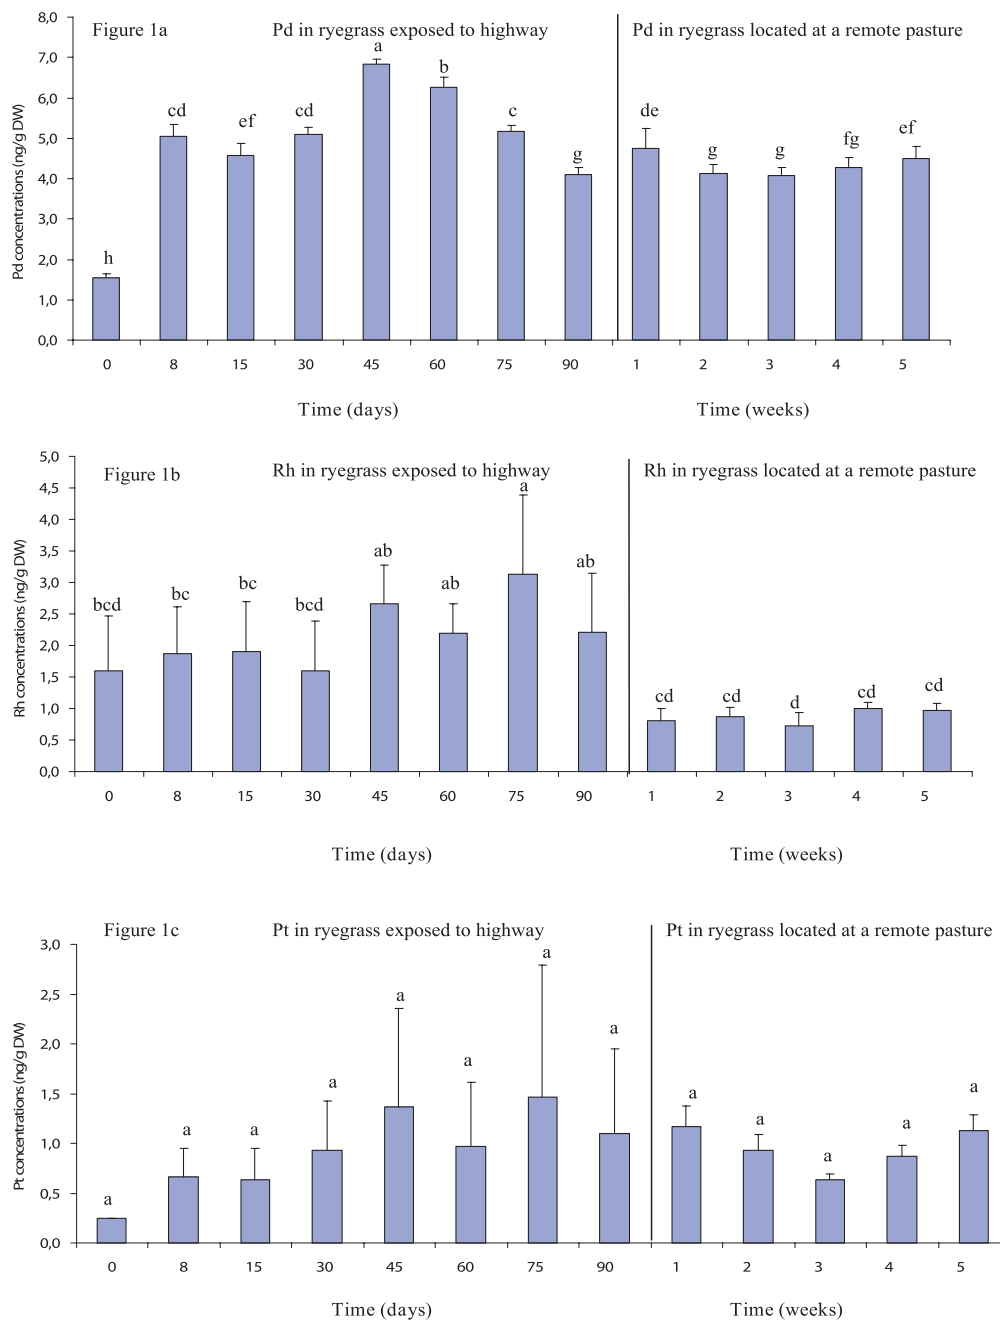 Figure 1a
Pd in ryegrass exposed to highway
Pd in ryegrass located at a remote pasture
Pd concentrations (ng/g DW)
8,0
7,0
6,0
5,0
4,0
3,0
2,0
1,0
0,0
h
cd
ef
cd
a
b
c
g
de
g
g
fg
ef
0 8 15 30 45 60 75 90 1 2 3 4 5
Time (days)
Time (weeks)
Figure 1b
Rh in ryegrass exposed to highway
Rh in ryegrass located at a remote pasture
Rh concentrations (ng/g DW)
5,0
4,5
4,0
3,5
3,0
2,5
2,0
1,5
1,0
0,5
0,0
bcd
bc
bc
bcd
ab
ab
a
ab
cd
cd
d
cd
cd
0 8 15 30 45 60 75 90 1 2 3 4 5
Time (days)
Time (weeks)
Figure 1c
Pt in ryegrass exposed to highway
Pt in ryegrass located at a remote pasture
Pt concentrations (ng/g DW)
3,0
2,5
2,0
1,5
1,0
0,5
0,0
a
a
a
a
a
a
a
a
a
a
a
a
a
0 8 15 30 45 60 75 90 1 2 3 4 5
Time (days)
Time (weeks)